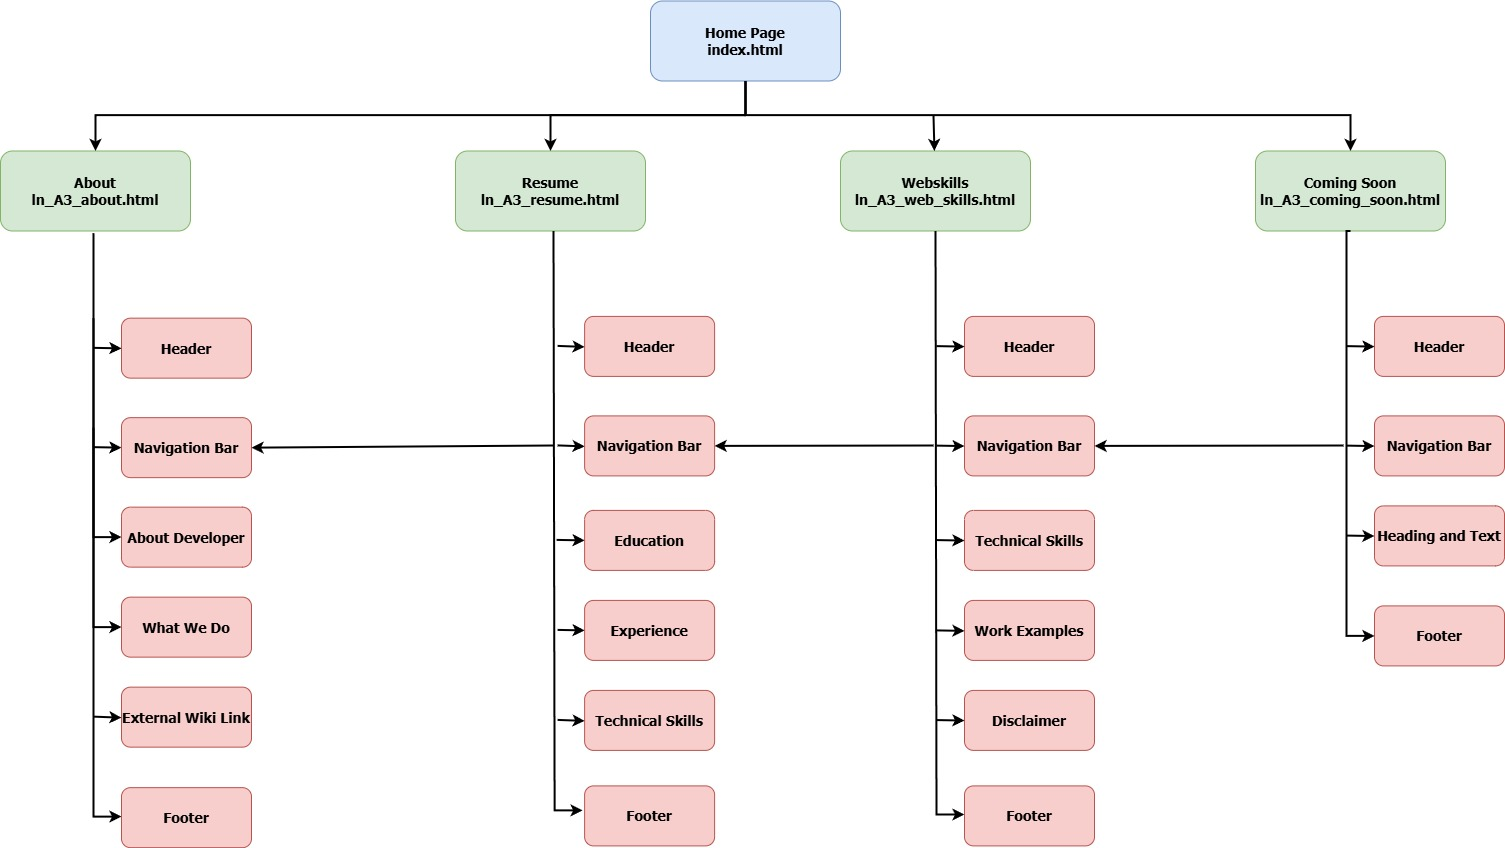 Home Page
index.html
About
ln_A3_about.html
Resume
ln_A3_resume.html
Webskills
ln_A3_web_skills.html
Coming Soon
ln_A3_coming_soon.html
Header
Navigation Bar
About Developer
What We Do
External Wiki Link
Footer
Header
Navigation Bar
Education
Experience
Technical Skills
Footer
Header
Navigation Bar
Technical Skills
Work Examples
Disclaimer
Footer
Header
Navigation Bar
Heading and Text
Footer